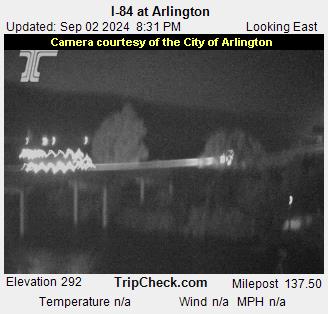 I-84 at Arlington
Updated: Sep 02 2024 8:31 PM Looking East
Camera courtesy of the City of Arlington
Elevation 292 TripCheck.com Milepost 137.50
Temperature n/a Wind n/a MPH n/a